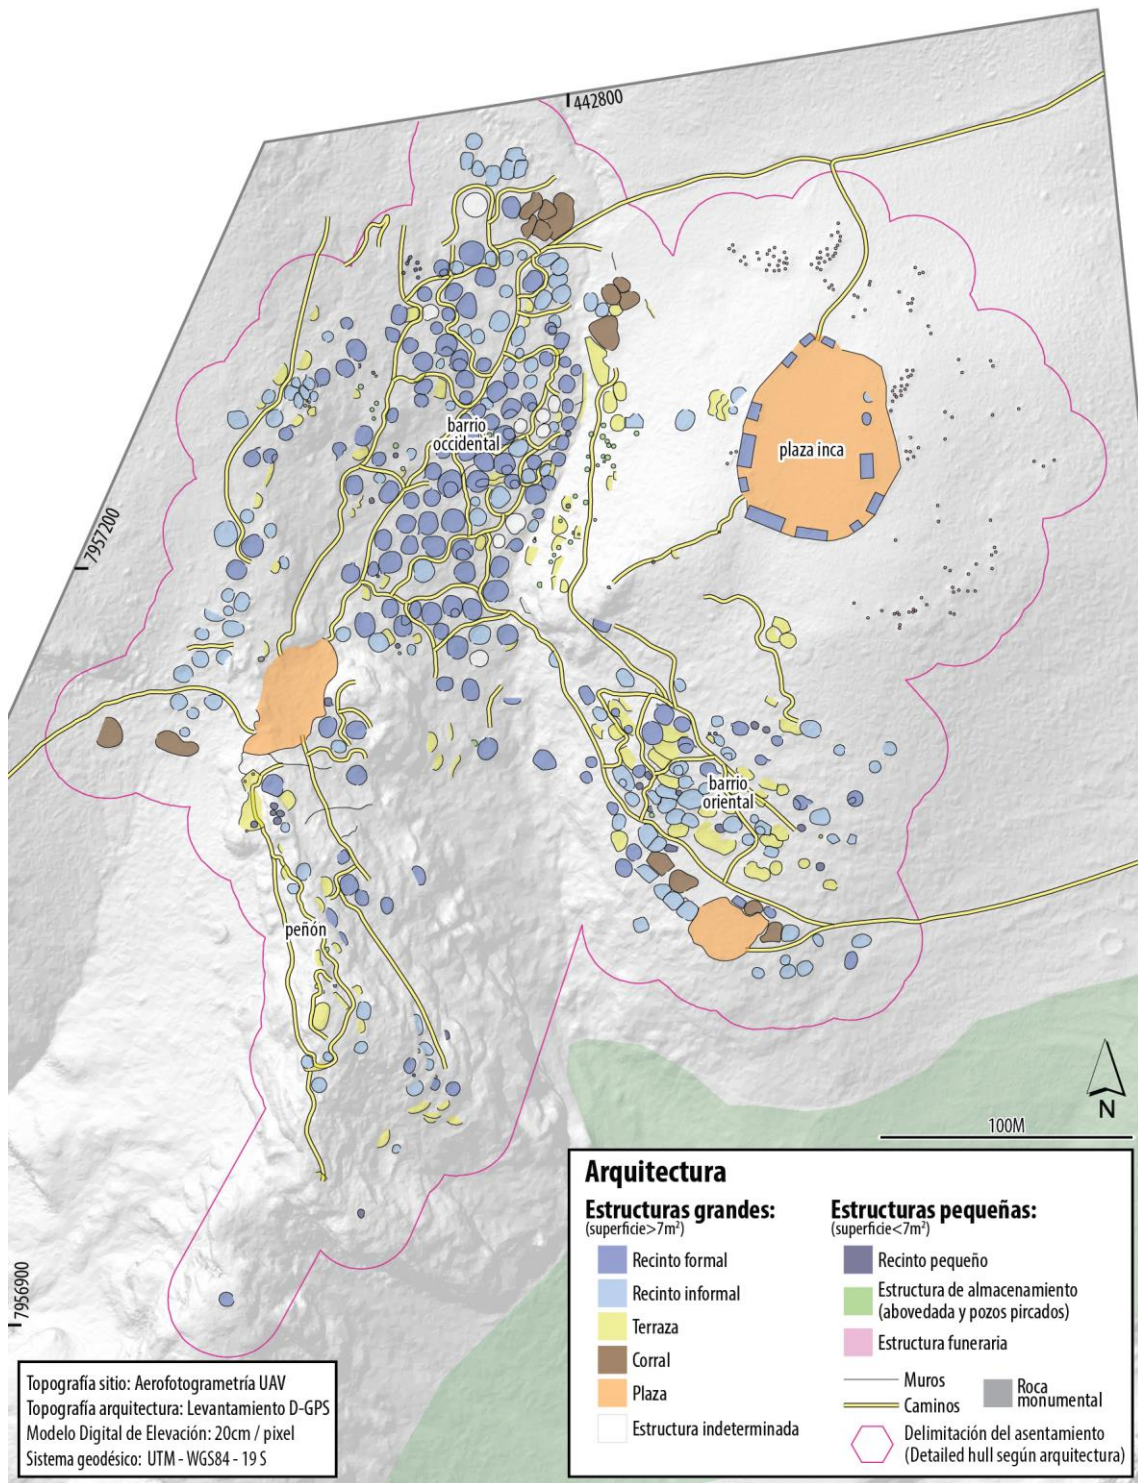 442800
barrio
occidental
plaza inca
7957200
barrio
oriental
peñón
N
100M
7956900
Arquitectura
Estructuras grandes:
(superficie>7m²)
Recinto formal
Recinto informal
Terraza
Corral
Plaza
Estructura indeterminada
Estructuras pequeñas:
(superficie<7m²)
Recinto pequeño
Estructura de almacenamiento
(abovedada y pozos pircados)
Estructura funeraria
Muros
Caminos
Roca
monumental
Delimitación del asentamiento
(Detailed hull según arquitectura)
Topografía sitio: Aerofotogrametría UAV
Topografía arquitectura: Levantamiento D-GPS
Modelo Digital de Elevación: 20cm / pixel
Sistema geodésico: UTM - WGS84 - 19 S